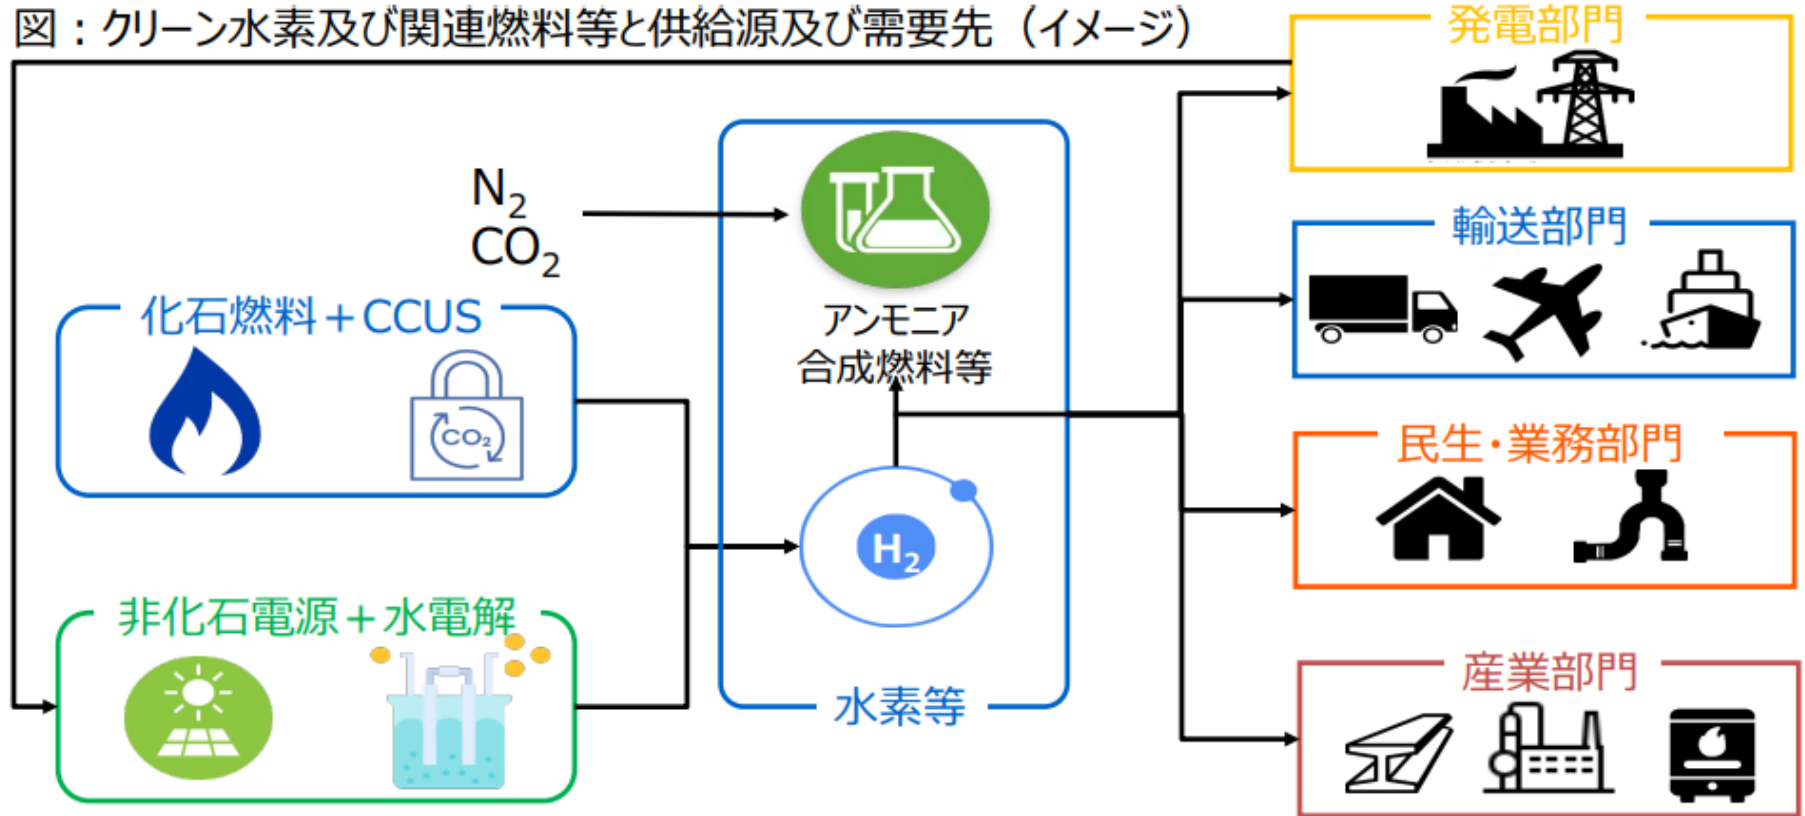 図：クリーン水素及び関連燃料等と供給源及び需要先（イメージ）
発電部門
N₂
CO₂
輸送部門
化石燃料＋CCUS
CO₂
アンモニア
合成燃料等
民生・業務部門
H₂
非化石電源＋水電解
水素等
産業部門